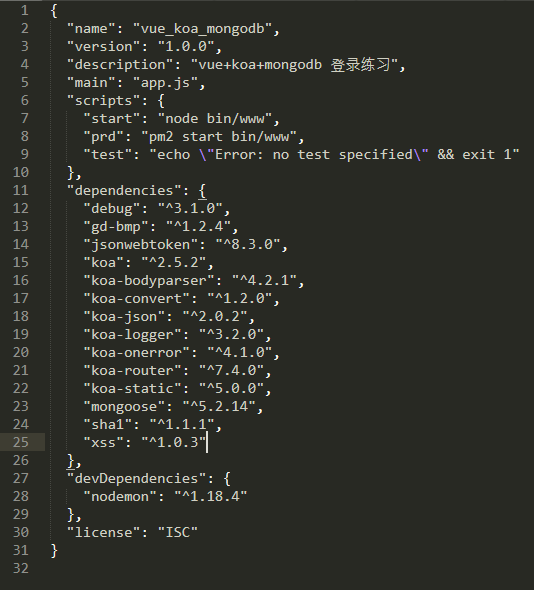 1 {
2   "name": "vue_koa_mongodb",
3   "version": "1.0.0",
4   "description": "vue+koa+mongodb 登录练习",
5   "main": "app.js",
6   "scripts": {
7     "start": "node bin/www",
8     "prd": "pm2 start bin/www",
9     "test": "echo \"Error: no test specified\" && exit 1"
10   },
11   "dependencies": {
12     "debug": "^3.1.0",
13     "gd-bmp": "^1.2.4",
14     "jsonwebtoken": "^8.3.0",
15     "koa": "^2.5.2",
16     "koa-bodyparser": "^4.2.1",
17     "koa-convert": "^1.2.0",
18     "koa-json": "^2.0.2",
19     "koa-logger": "^3.2.0",
20     "koa-onerror": "^4.1.0",
21     "koa-router": "^7.4.0",
22     "koa-static": "^5.0.0",
23     "mongoose": "^5.2.14",
24     "sha1": "^1.1.1",
25     "xss": "^1.0.3"
26   },
27   "devDependencies": {
28     "nodemon": "^1.18.4"
29   },
30   "license": "ISC"
31 }
32